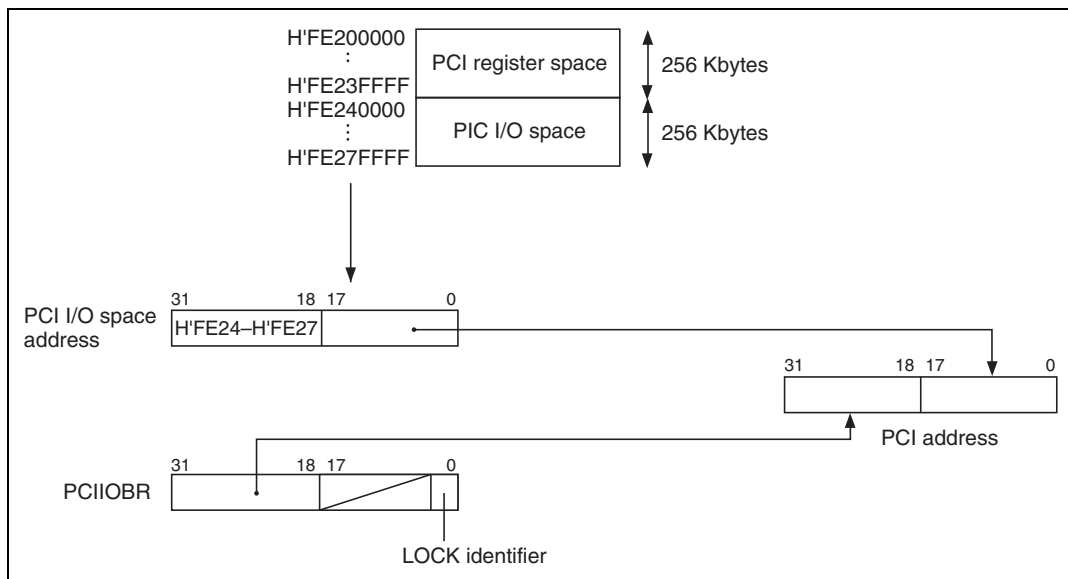 H'FE200000
⋮
H'FE23FFFF
PCI register space
256 Kbytes
H'FE240000
⋮
H'FE27FFFF
PIC I/O space
256 Kbytes
31 18 17 0
PCI I/O space
address
H'FE24–H'FE27
31 18 17 0
PCI address
31 18 17 0
PCIIOBR
LOCK identifier